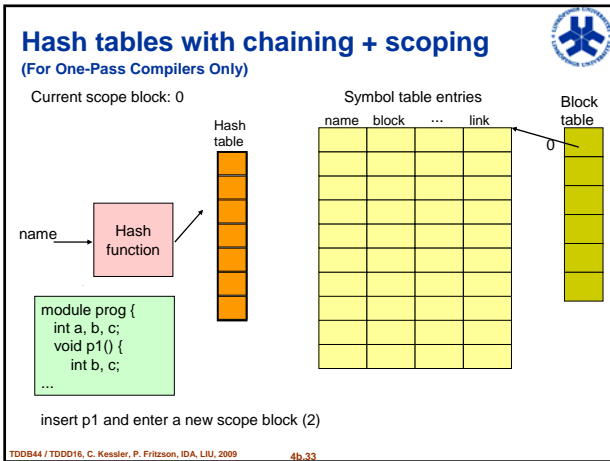 Hash tables with chaining + scoping
(For One-Pass Compilers Only)
Current scope block: 0
Symbol table entries
Block
table
name block ... link
Hash
table
0
name
Hash
function
module prog {
int a, b, c;
void p1() {
int b, c;
...
insert p1 and enter a new scope block (2)
TDDB44 / TDDD16, C. Kessler, P. Fritzson, IDA, LIU, 2009
4b.33
LINKÖPINGS UNIVERSITET